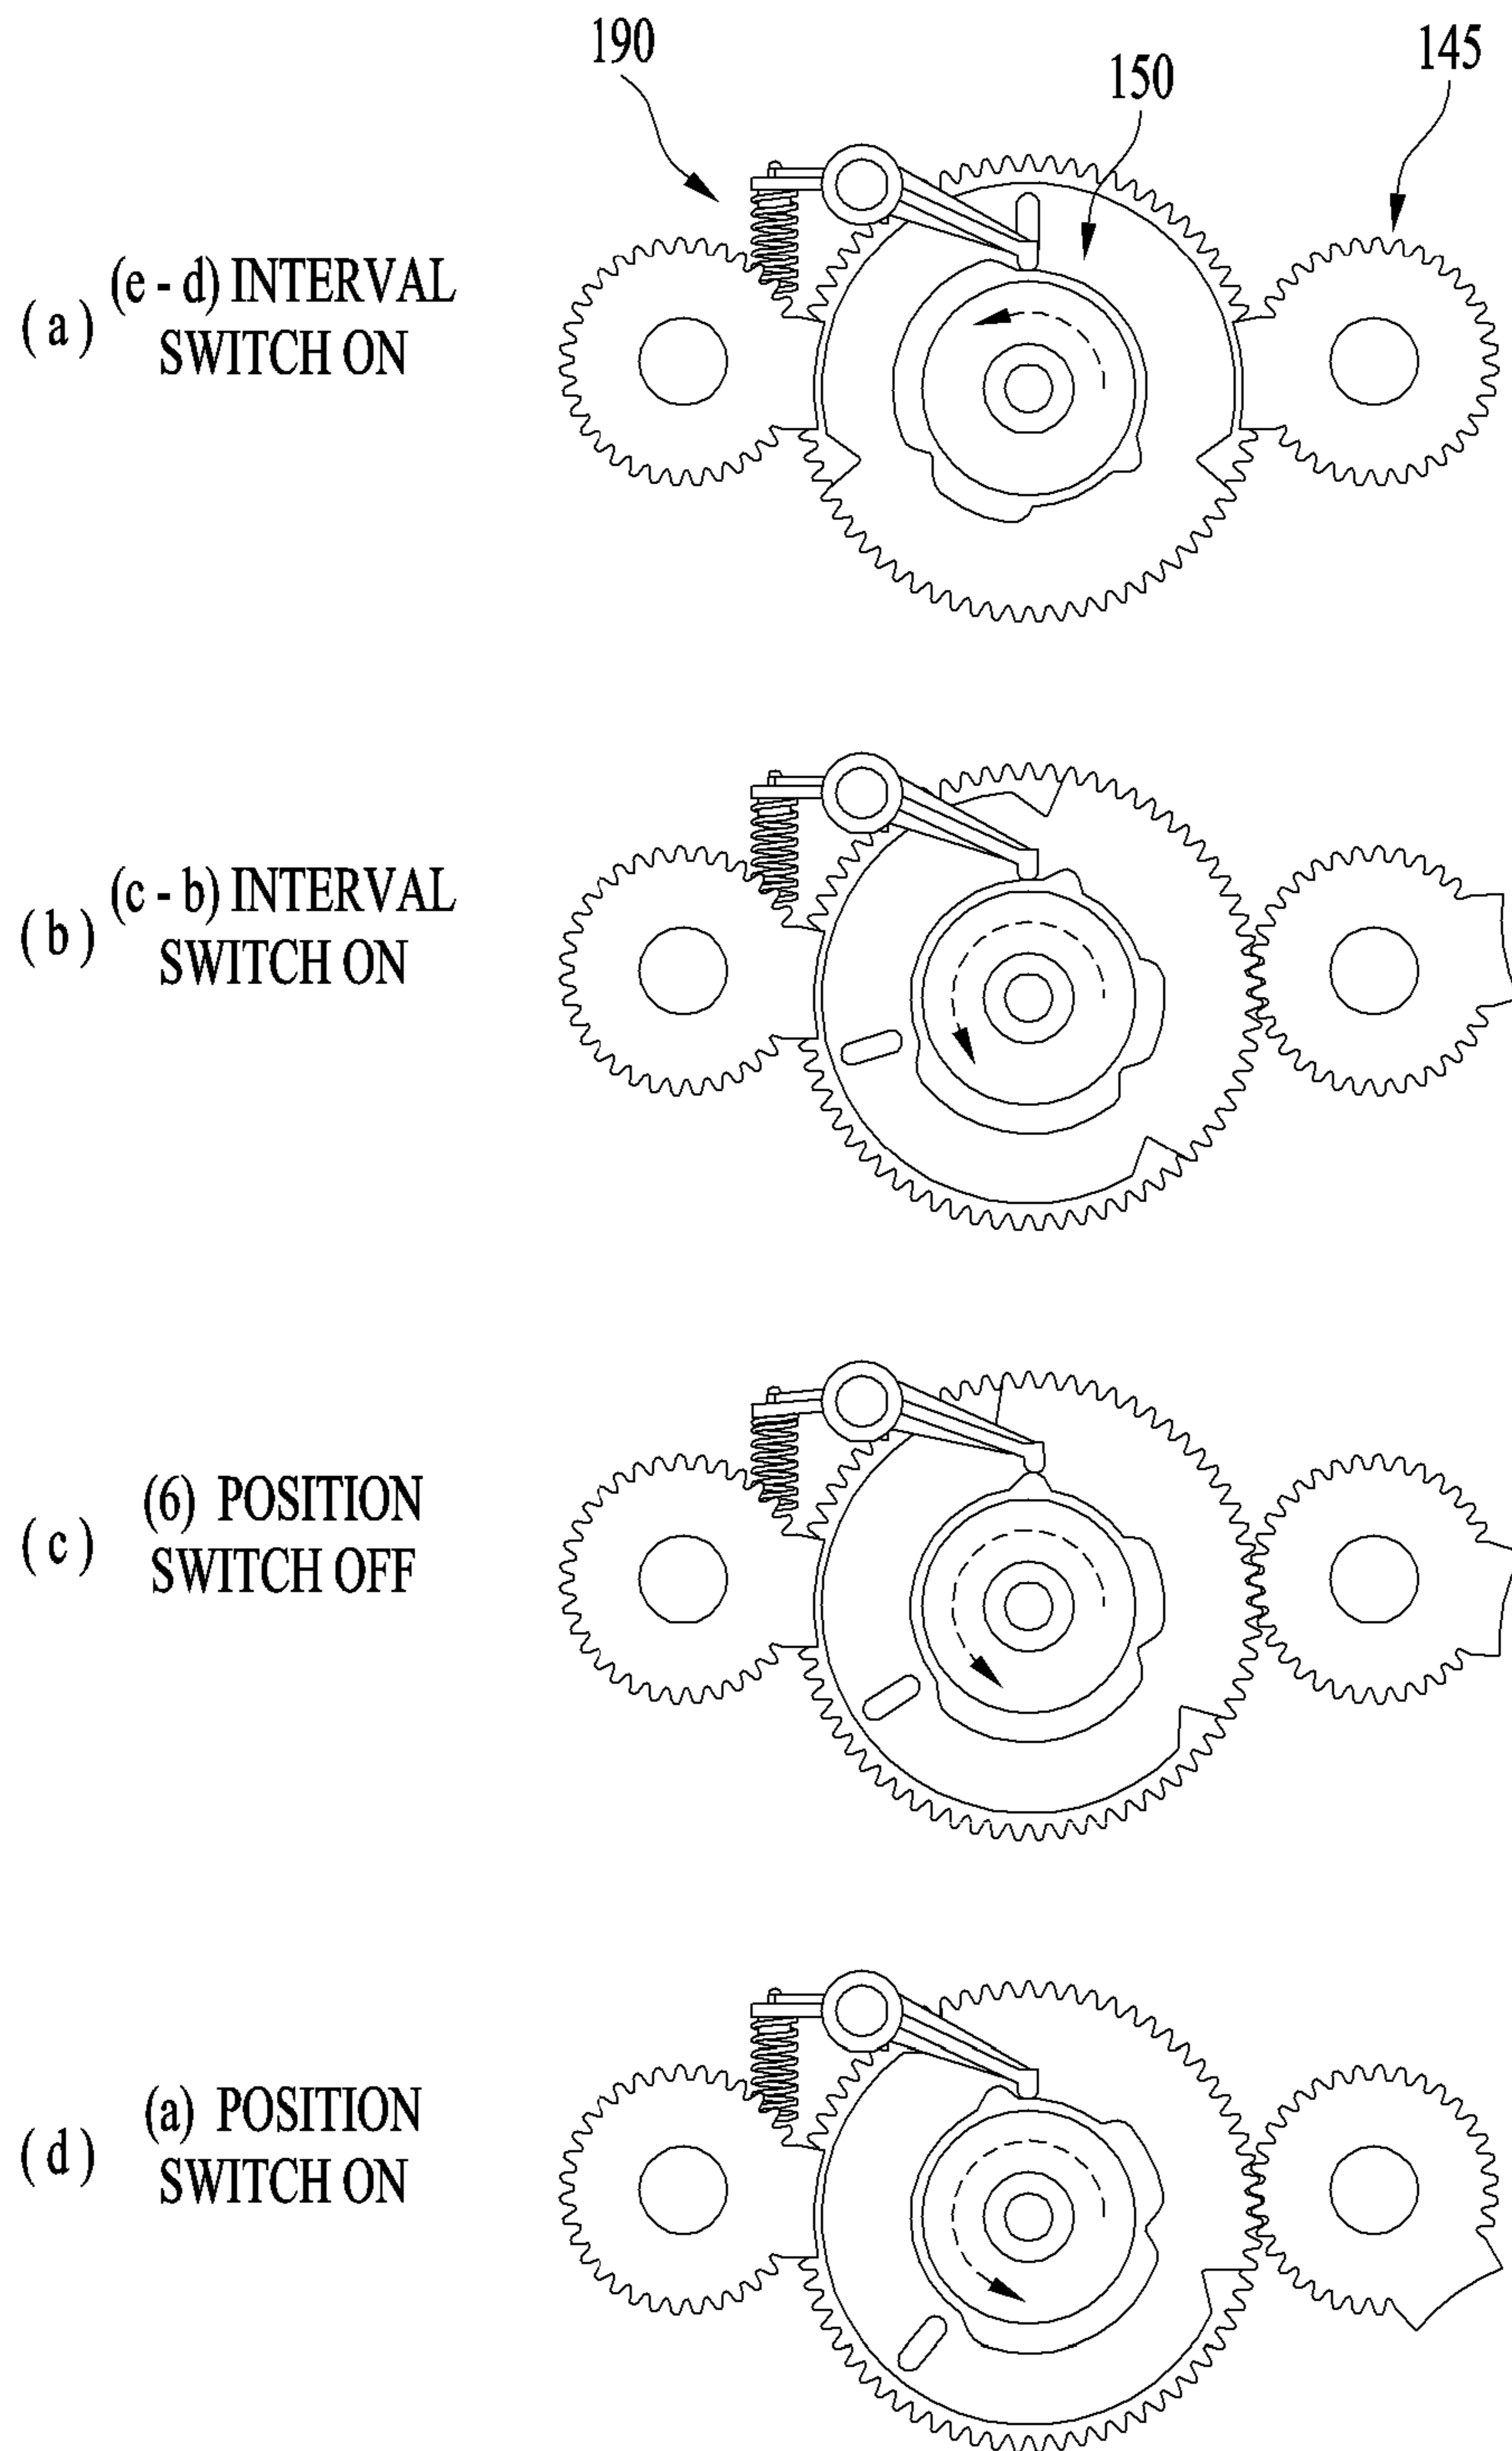 190
150
145
(a) (e - d) INTERVAL
SWITCH ON
(b) (c - b) INTERVAL
SWITCH ON
(c) (6) POSITION
SWITCH OFF
(d) (a) POSITION
SWITCH ON